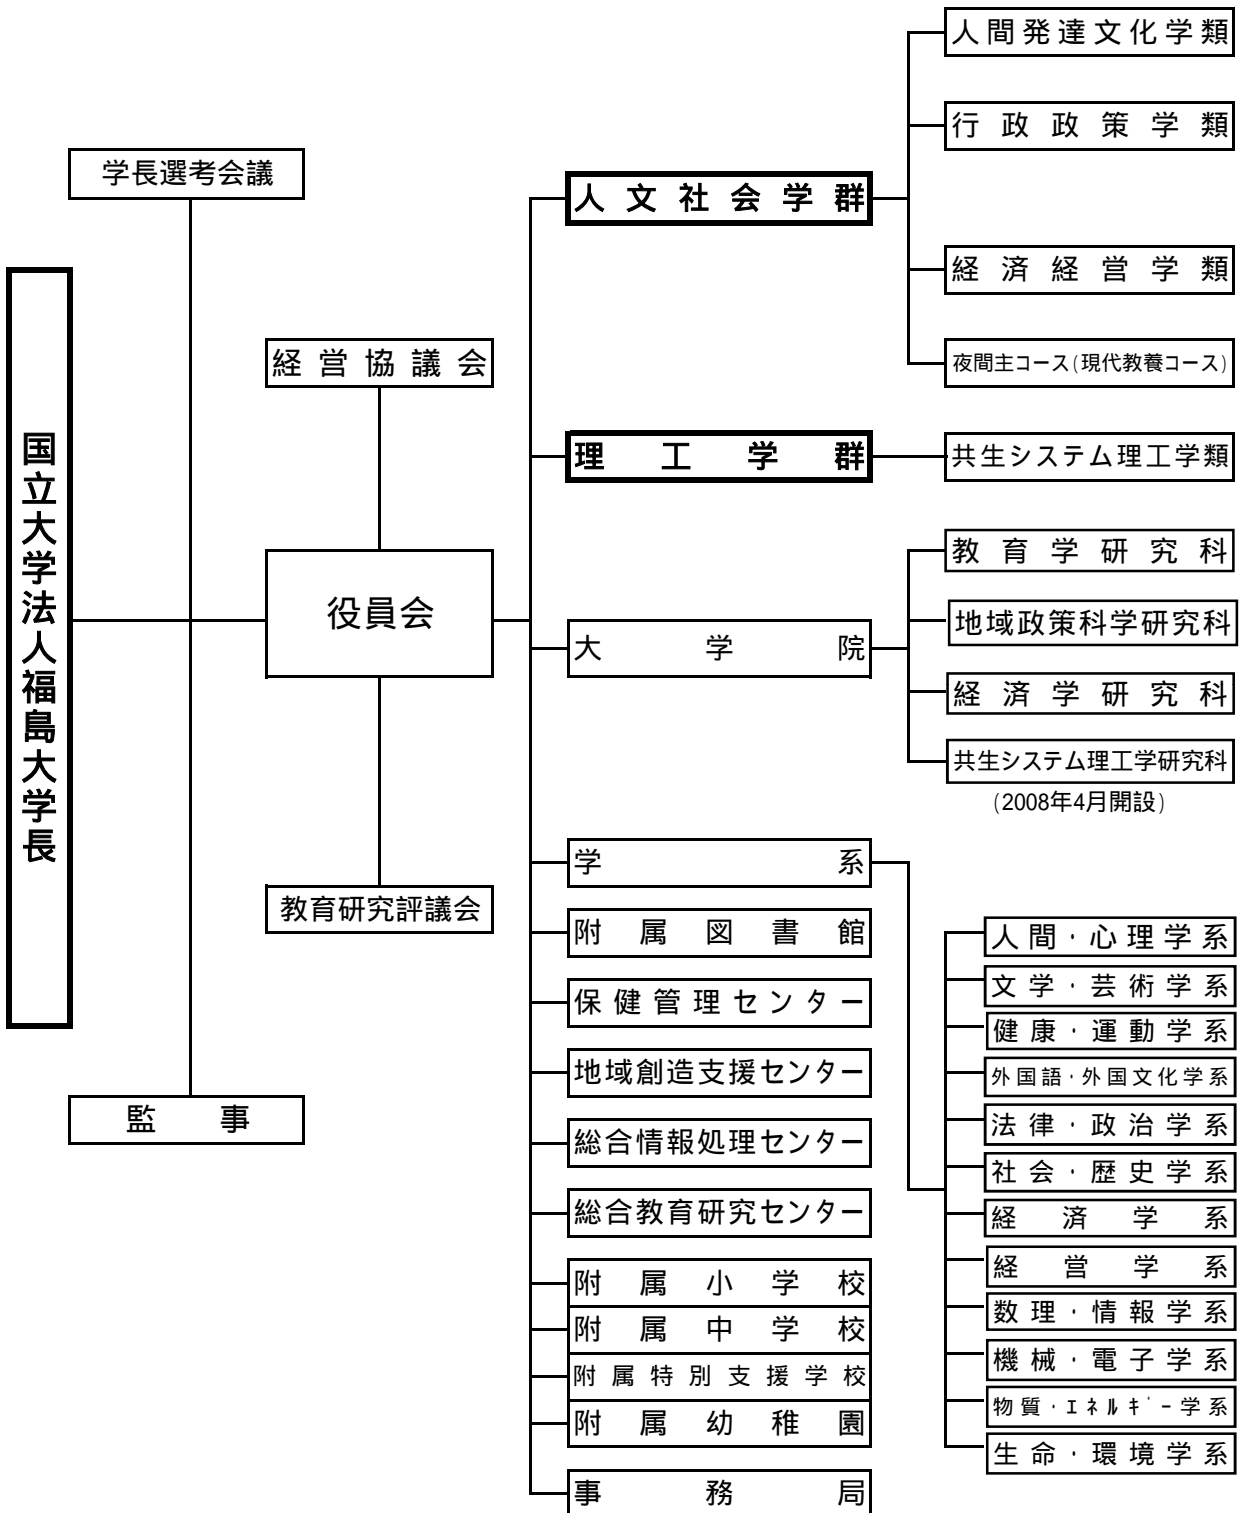 国立大学法人福島大学長
学長選考会議
監事
経営協議会
役員会
教育研究評議会
人文社会学群
人間発達文化学類
行政政策学類
経済経営学類
夜間主コース(現代教養コース)
理工学群
共生システム理工学類
大学院
教育学研究科
地域政策科学研究科
経済学研究科
共生システム理工学研究科
(2008年4月開設)
学系
人間・心理学系
文学・芸術学系
健康・運動学系
外国語・外国文化学系
法律・政治学系
社会・歴史学系
経済学系
経営学系
数理・情報学系
機械・電子学系
物質・エネルギー学系
生命・環境学系
附属図書館
保健管理センター
地域創造支援センター
総合情報処理センター
総合教育研究センター
附属小学校
附属中学校
附属特別支援学校
附属幼稚園
事務局